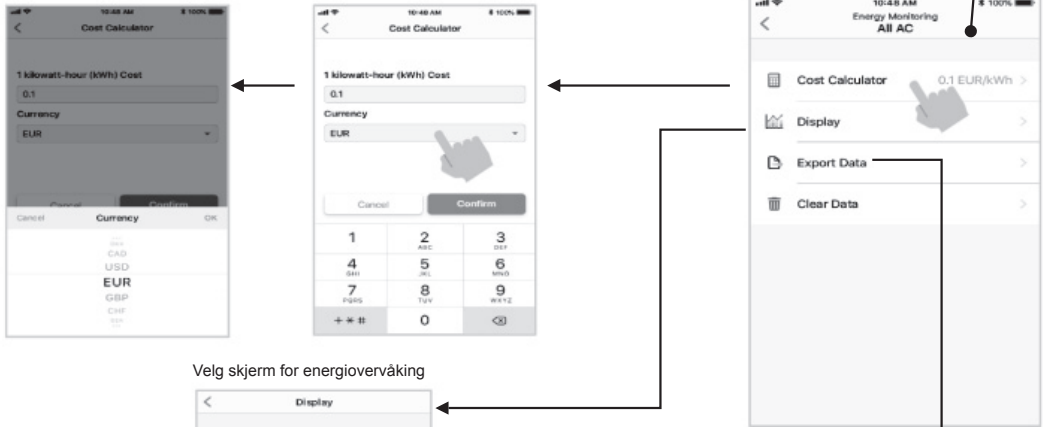 10:48 AM
100%
Cost Calculator
1 kilowatt-hour (kWh) Cost
0.1
Currency
EUR
Cancel
Confirm
Cancel
Currency
OK
CAD
USD
EUR
GBP
CHF
10:48 AM
100%
Cost Calculator
1 kilowatt-hour (kWh) Cost
0.1
Currency
EUR
Cancel
Confirm
1
2
3
ABC
DEF
4
5
6
GHI
JKL
MNO
7
8
9
PQRS
TUV
WXYZ
+*#
0
10:48 AM
100%
Energy Monitoring
All AC
Cost Calculator
0.1 EUR/kWh >
Display
Export Data
Clear Data
Velg skjerm for energiovervåking
Display